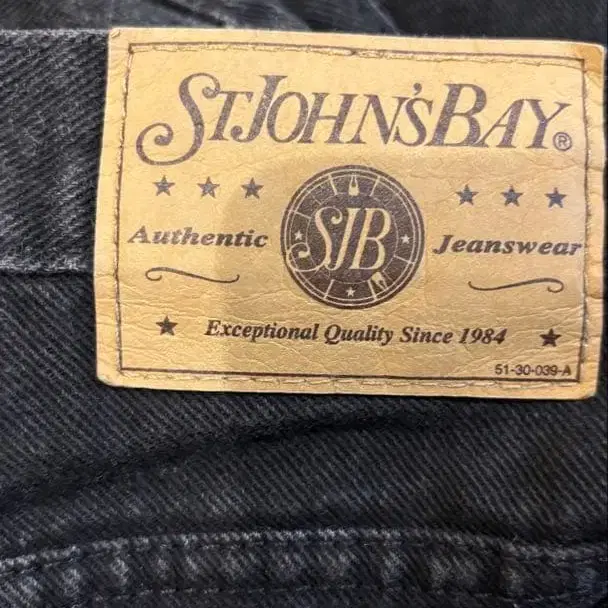 ST. JOHN'S BAY®
SJB
Authentic Jeanswear
Exceptional Quality Since 1984
51-30-039-A